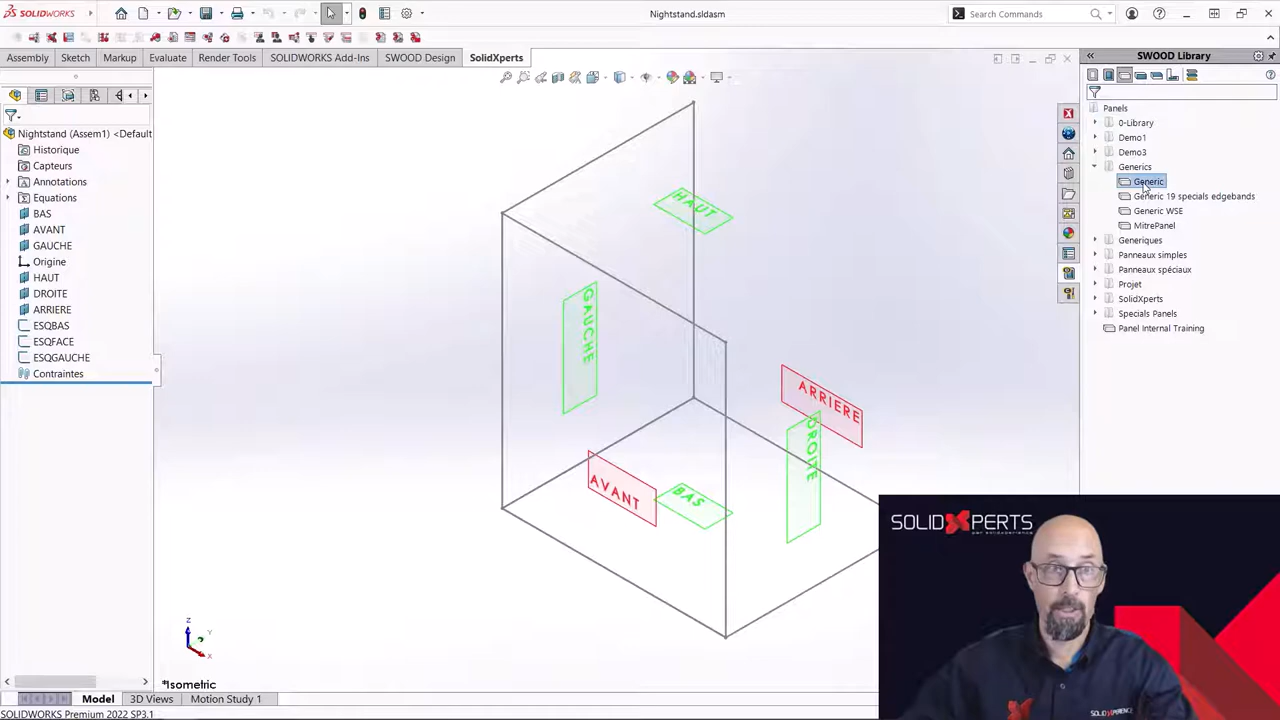 SOLIDWORKS
Nightstand.sldasm
Search Commands
Assembly
Sketch
Markup
Evaluate
Render Tools
SOLIDWORKS Add-Ins
SWOOD Design
SolidXperts
SWOOD Library
Nightstand (Assem1) <Default
Historique
Capteurs
Annotations
Equations
BAS
AVANT
GAUCHE
Origine
HAUT
DROITE
ARRIERE
ESQBAS
ESQFACE
ESQGAUCHE
Contraintes
HAUT
GAUCHE
ARRIERE
DROITE
AVANT
BAS
Z
Y
X
*Isometric
Panels
0-Library
Demo1
Demo3
Generics
Generic
Generic 19 specials edgebands
Generic WSE
MitrePanel
Generiques
Panneaux simples
Panneaux spéciaux
Projet
SolidXperts
Specials Panels
Panel Internal Training
SOLIDXPERTS
par solidxperience
SOLIDXPERIENCE
Model
3D Views
Motion Study 1
SOLIDWORKS Premium 2022 SP3.1